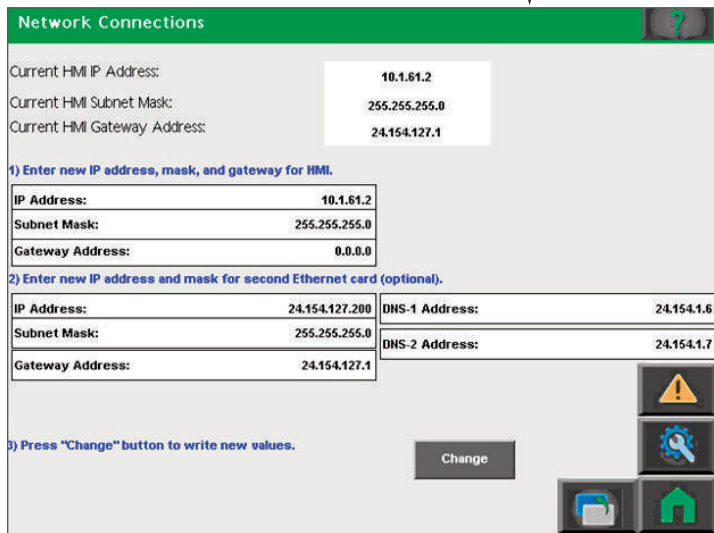 Network Connections
?
Current HMI IP Address: 10.1.61.2
Current HMI Subnet Mask: 255.255.255.0
Current HMI Gateway Address: 24.154.127.1
1) Enter new IP address, mask, and gateway for HMI.
IP Address: 10.1.61.2
Subnet Mask: 255.255.255.0
Gateway Address: 0.0.0.0
2) Enter new IP address and mask for second Ethernet card (optional).
IP Address: 24.154.127.200 DNS-1 Address: 24.154.1.6
Subnet Mask: 255.255.255.0 DNS-2 Address: 24.154.1.7
Gateway Address: 24.154.127.1
3) Press "Change" button to write new values.
Change